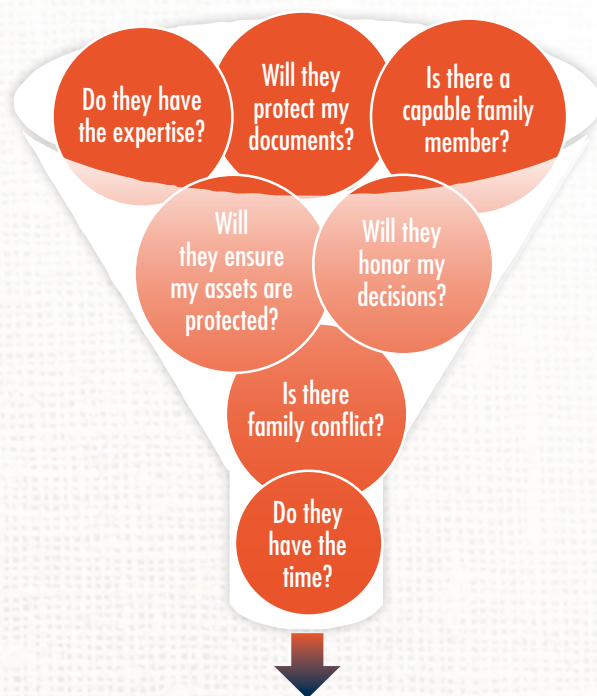 Do they have
the expertise?
Will they
protect my
documents?
Is there a
capable family
member?
Will
they ensure
my assets are
protected?
Will they
honor my
decisions?
Is there
family conflict?
Do they
have the
time?